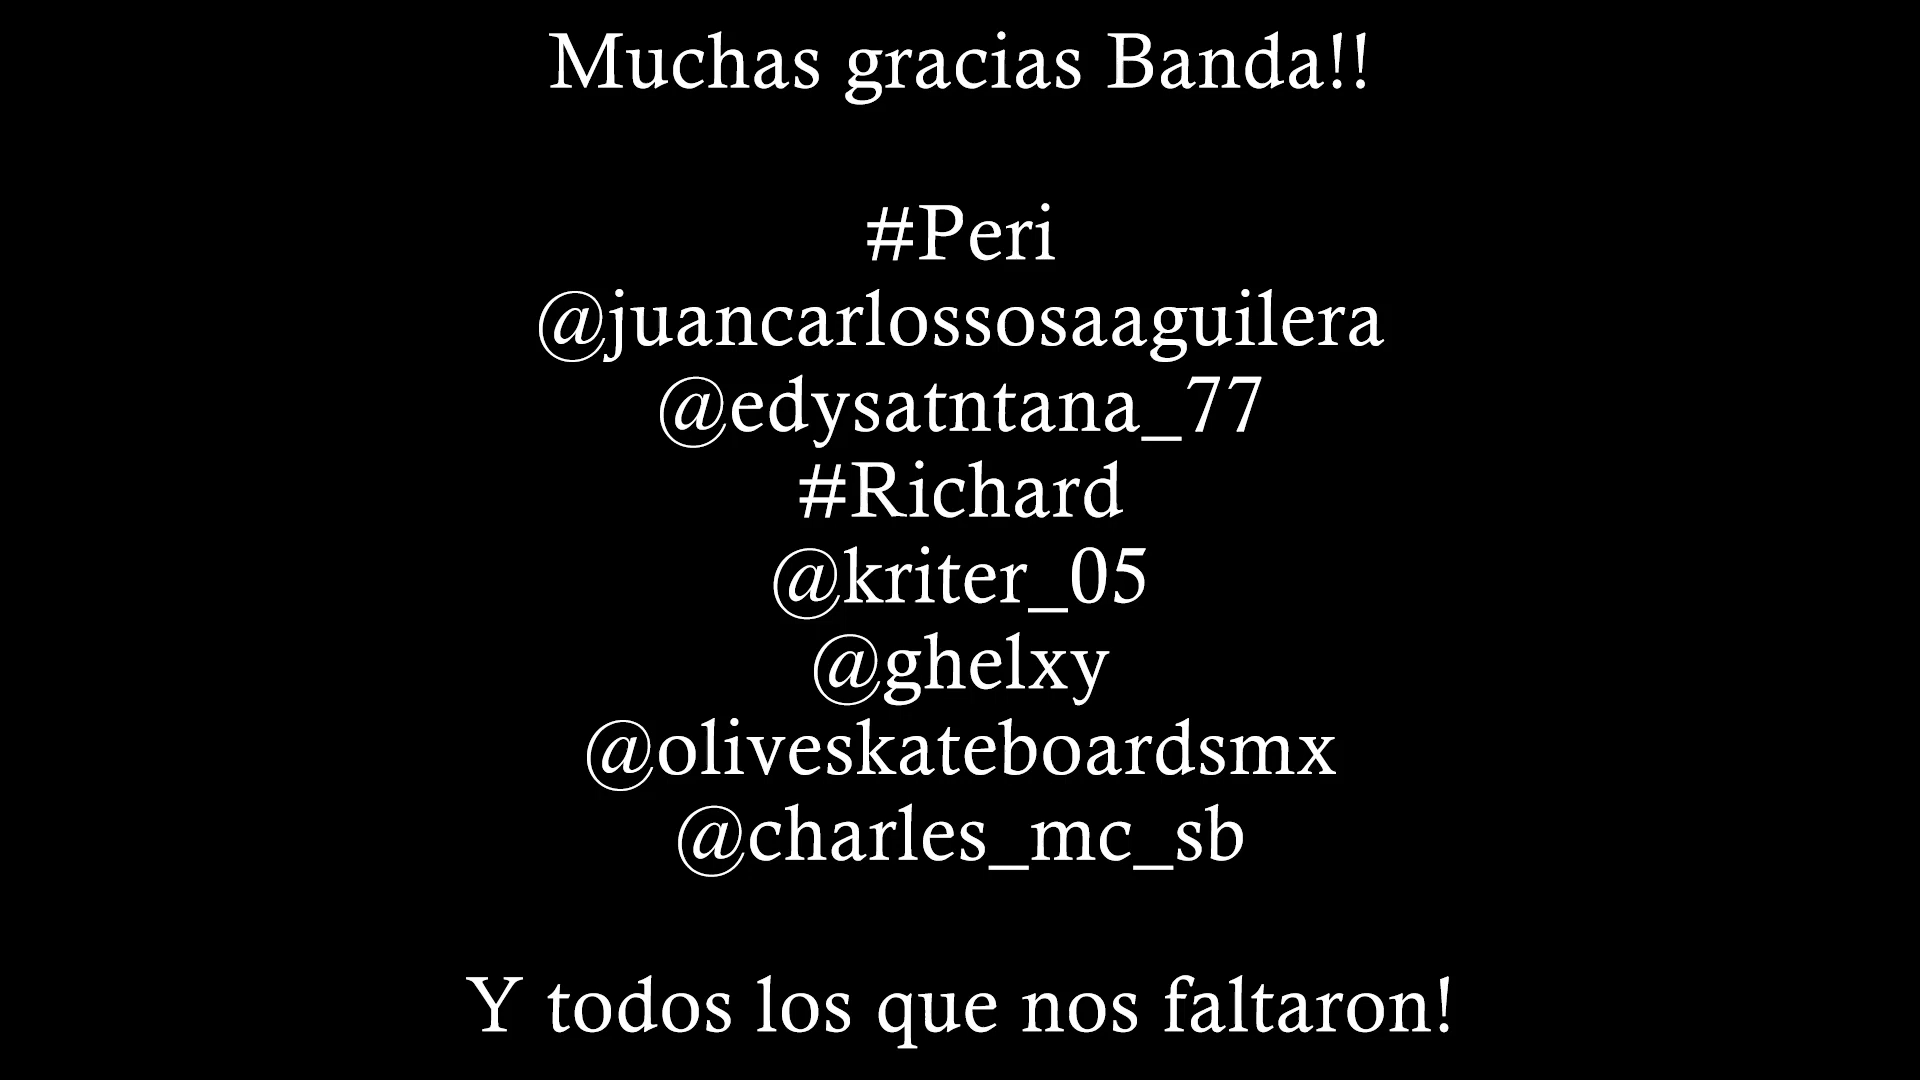 Muchas gracias Banda!!
#Peri
@juancarlossosaaguilera
@edysatntana_77
#Richard
@kriter_05
@ghelxy
@oliveskateboardsmx
@charles_mc_sb
Y todos los que nos faltaron!